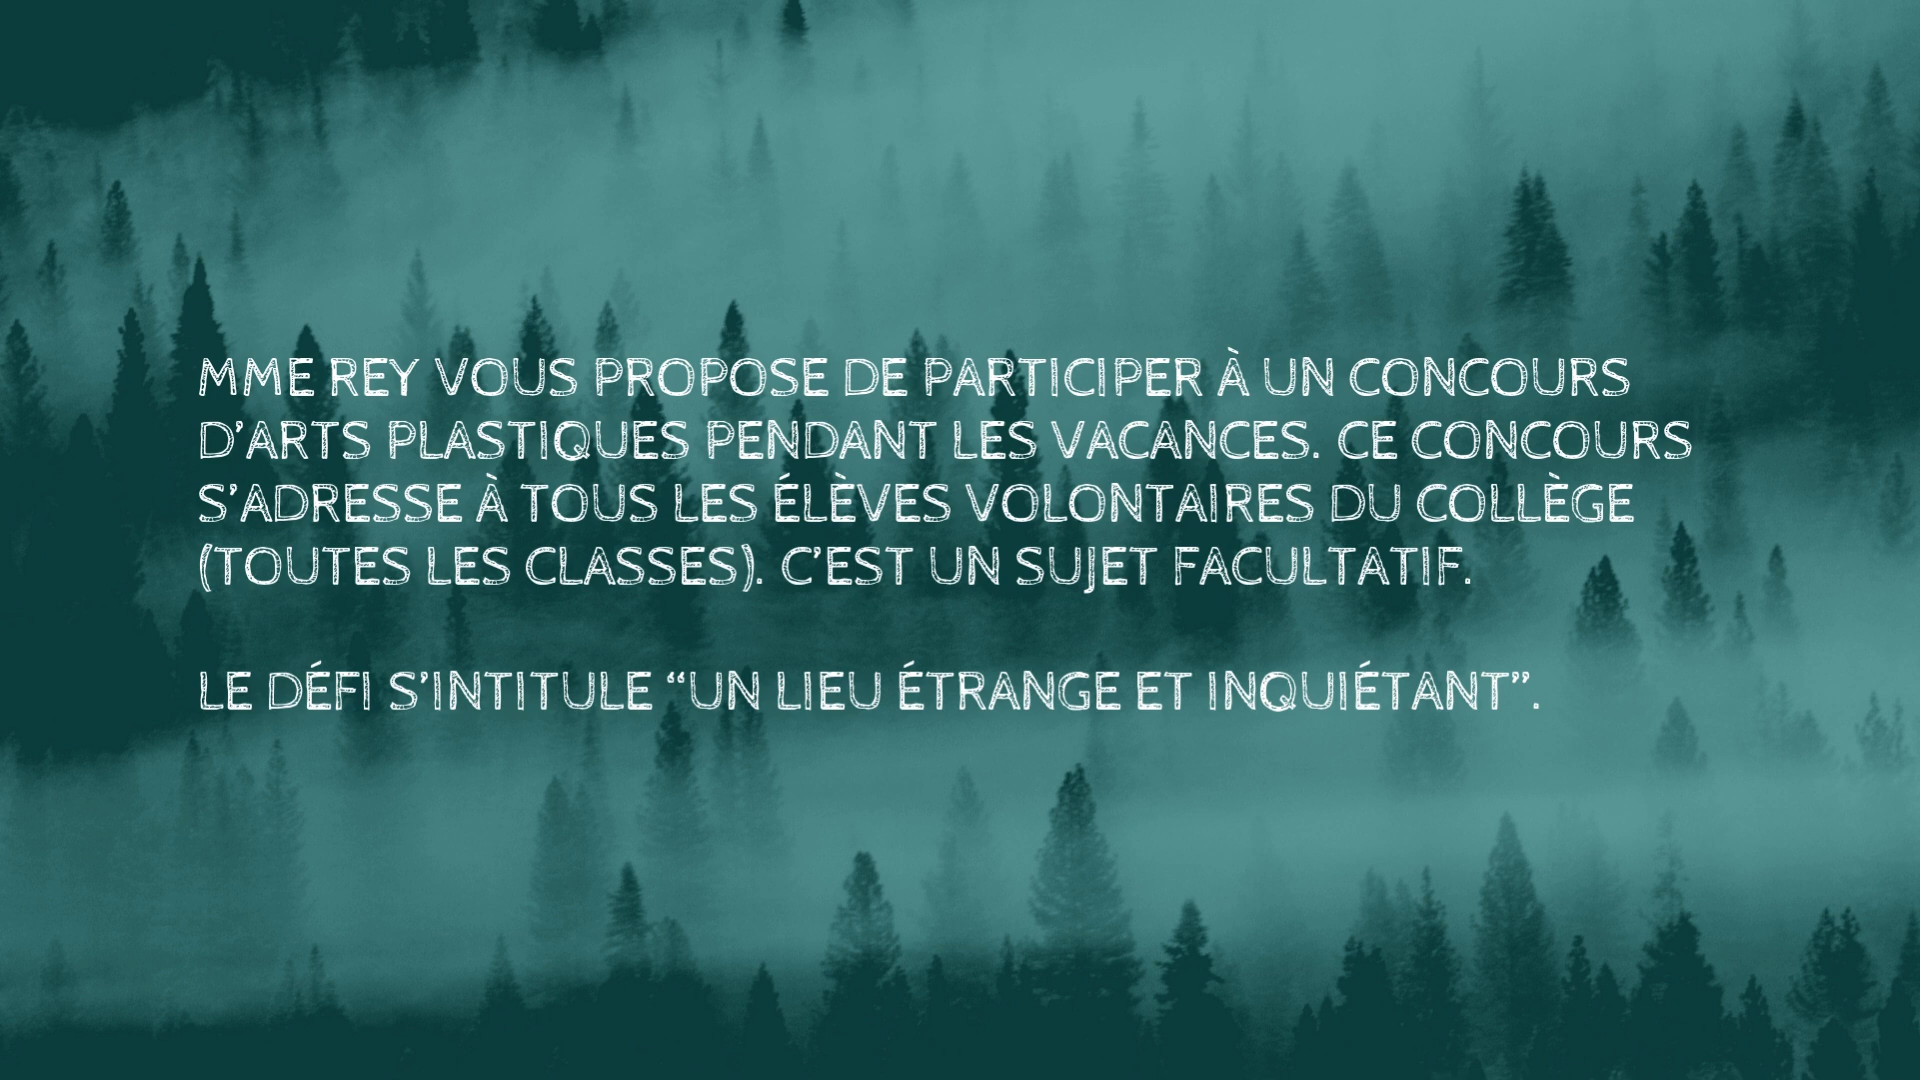 MME REY VOUS PROPOSE DE PARTICIPER À UN CONCOURS
D’ARTS PLASTIQUES PENDANT LES VACANCES. CE CONCOURS
S’ADRESSE À TOUS LES ÉLÈVES VOLONTAIRES DU COLLÈGE
(TOUTES LES CLASSES). C’EST UN SUJET FACULTATIF.
LE DÉFI S’INTITULE “UN LIEU ÉTRANGE ET INQUIÉTANT”.